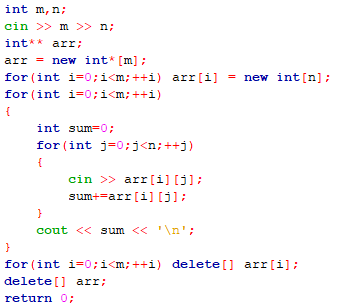 int m,n;
cin >> m >> n;
int** arr;
arr = new int*[m];
for(int i=0;i<m;++i) arr[i] = new int[n];
for(int i=0;i<m;++i)
{
    int sum=0;
    for(int j=0;j<n;++j)
    {
        cin >> arr[i][j];
        sum+=arr[i][j];
    }
    cout << sum << '\n';
}
for(int i=0;i<m;++i) delete[] arr[i];
delete[] arr;
return 0;